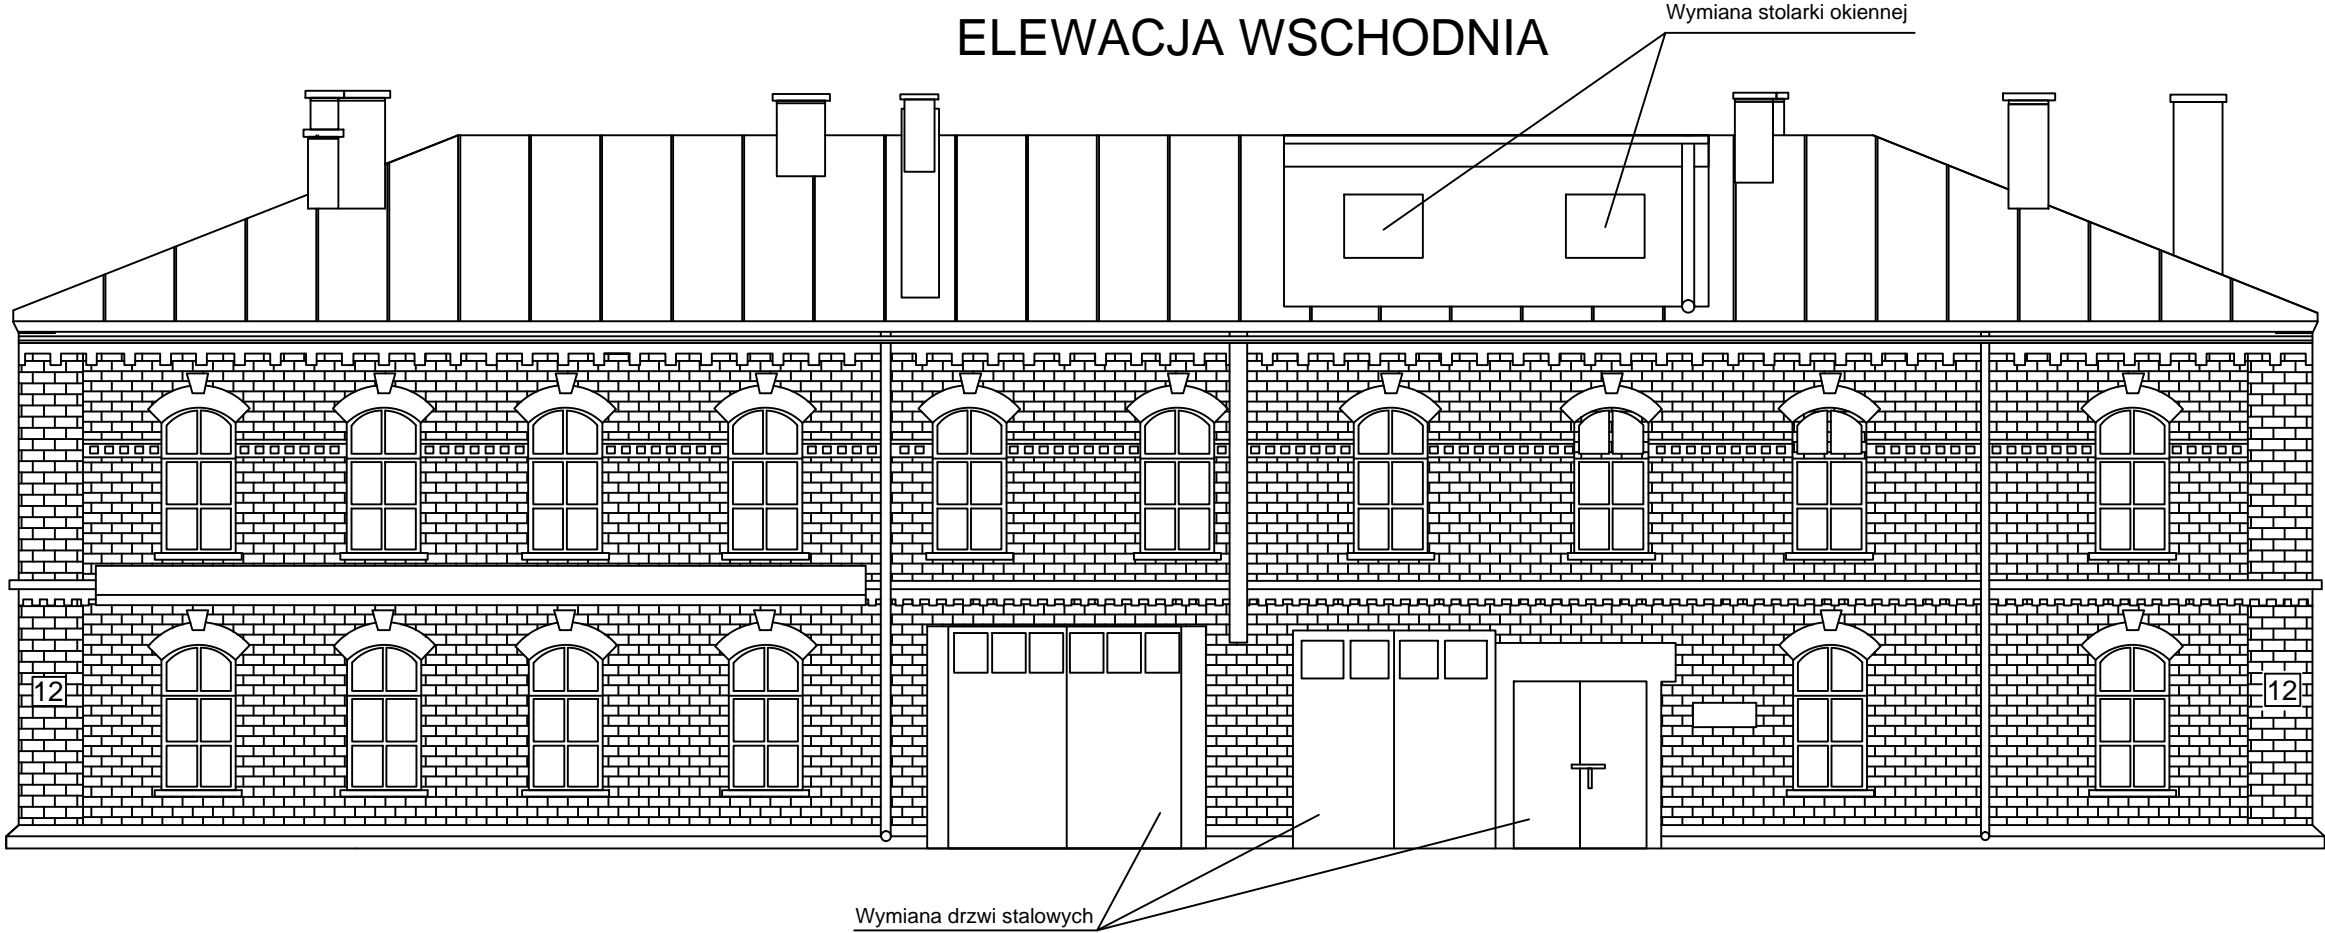 Wymiana stolarki okiennej
ELEWACJA WSCHODNIA
12
12
Wymiana drzwi stalowych